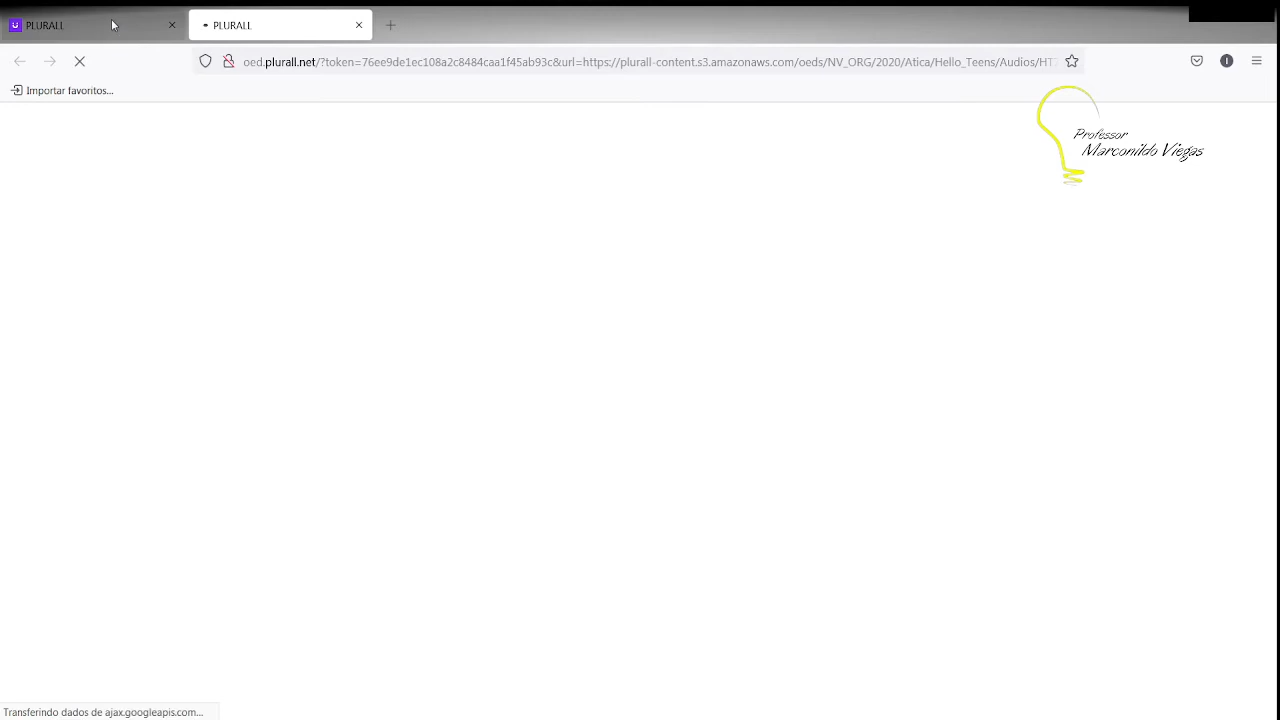 PLURALL
PLURALL
oed.plurall.net/?token=76ee9de1ec108a2c8484caa1f45ab93c&url=https://plurall-content.s3.amazonaws.com/oeds/NV_ORG/2020/Atica/Hello_Teens/Audios/HT
I
Importar favoritos...
Professor
Marconildo Viegas
Transferindo dados de ajax.googleapis.com...